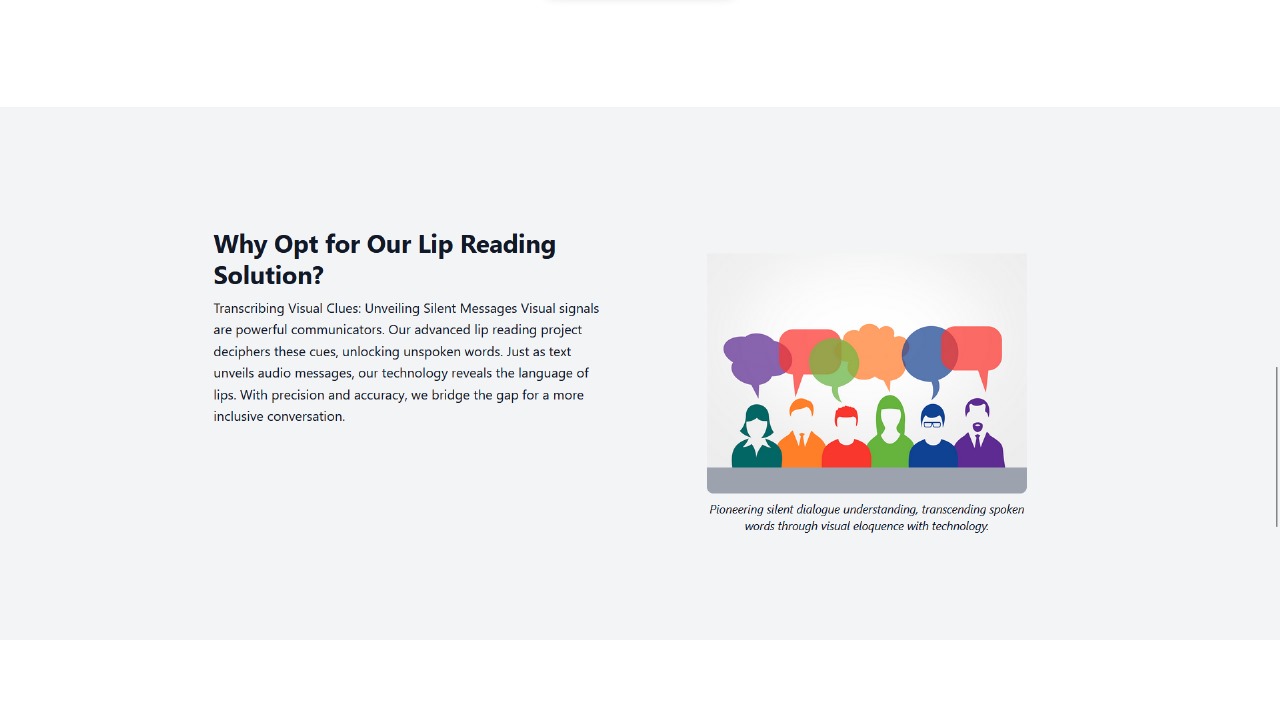 Why Opt for Our Lip Reading
Solution?
Transcribing Visual Clues: Unveiling Silent Messages Visual signals
are powerful communicators. Our advanced lip reading project
deciphers these cues, unlocking unspoken words. Just as text
unveils audio messages, our technology reveals the language of
lips. With precision and accuracy, we bridge the gap for a more
inclusive conversation.
Pioneering silent dialogue understanding, transcending spoken
words through visual eloquence with technology.